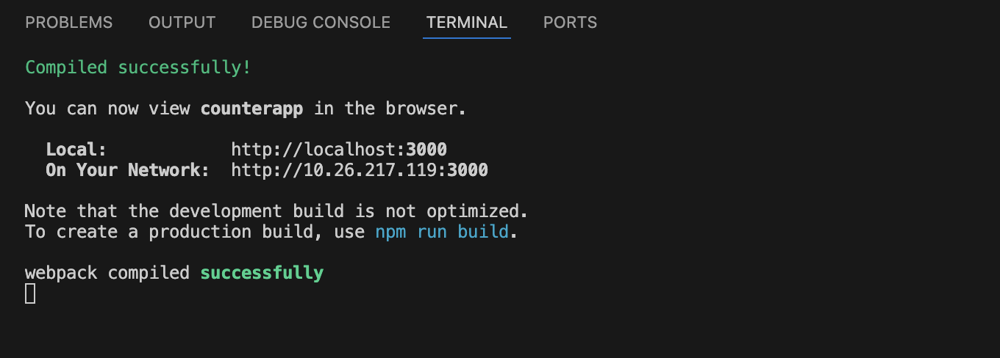 PROBLEMS OUTPUT DEBUG CONSOLE TERMINAL PORTS
Compiled successfully!
You can now view counterapp in the browser.
Local: http://localhost:3000
On Your Network: http://10.26.217.119:3000
Note that the development build is not optimized.
To create a production build, use npm run build.
webpack compiled successfully